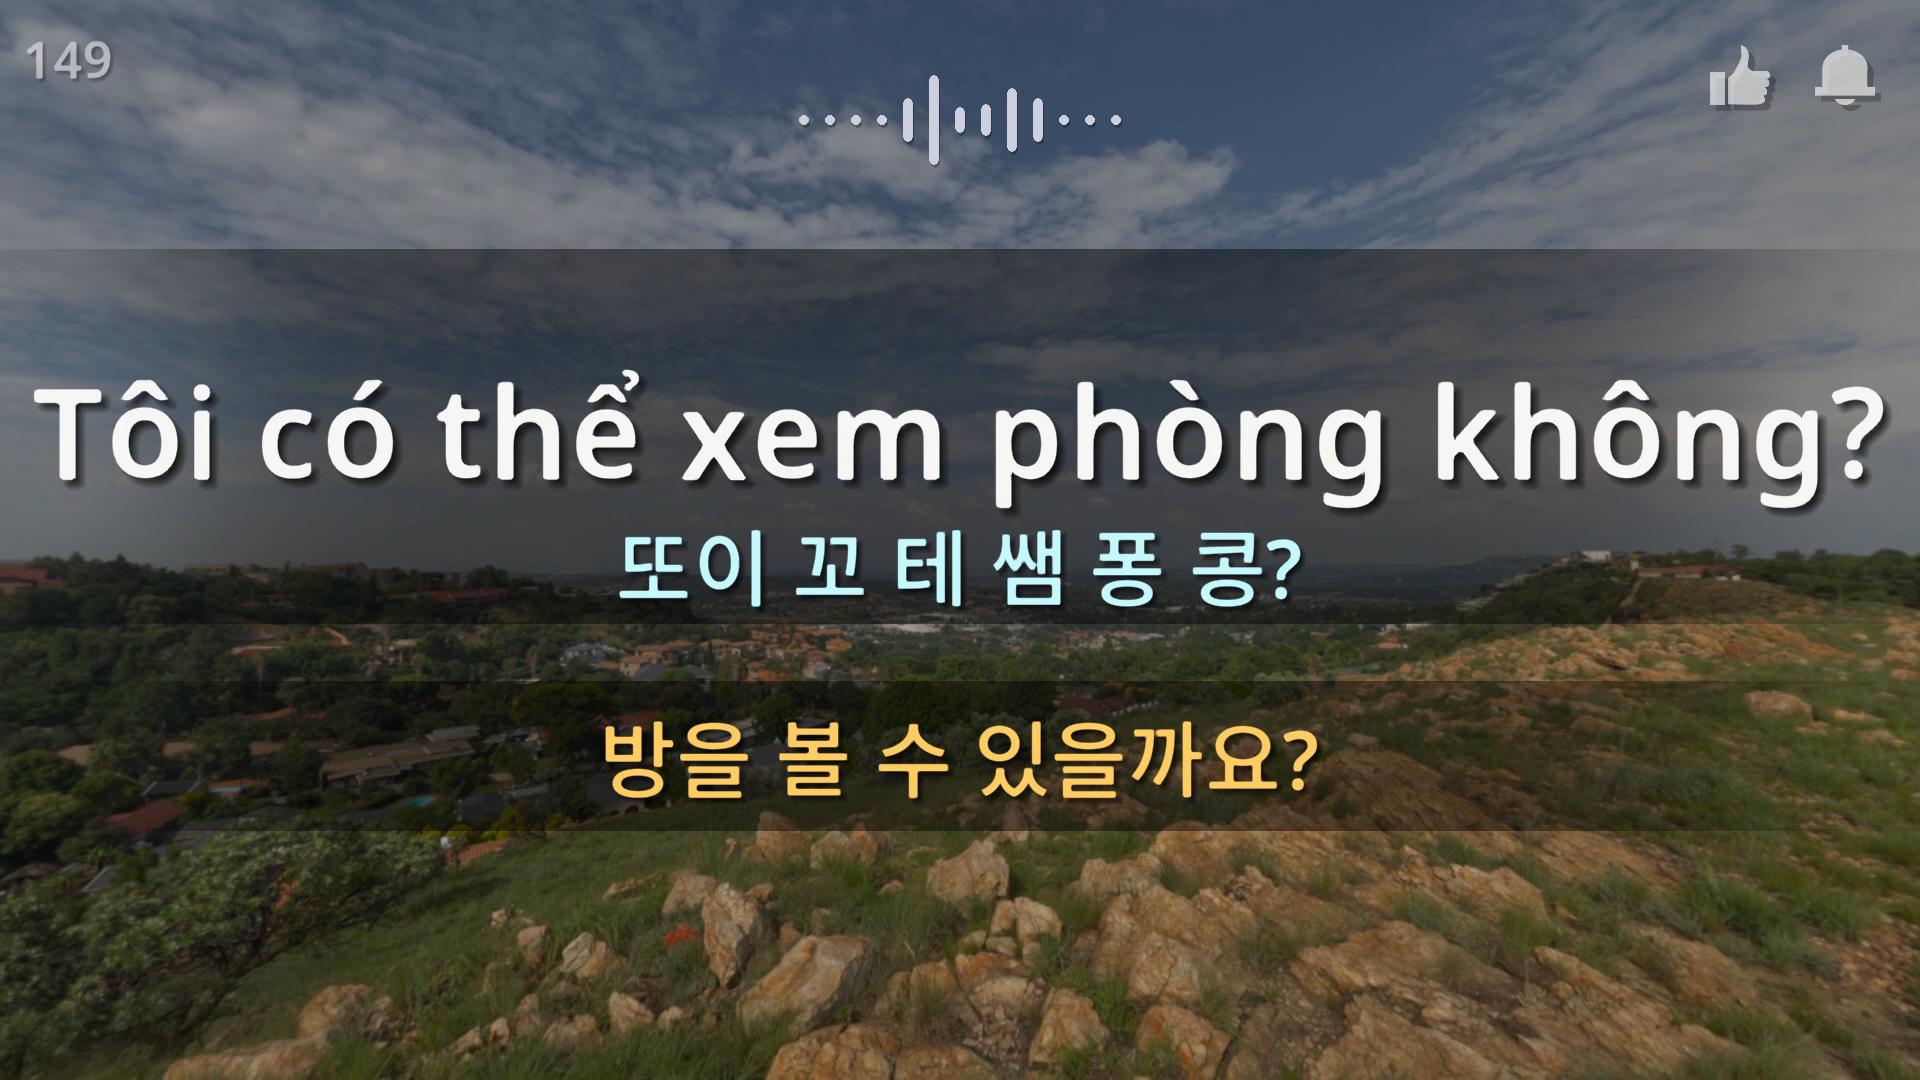 149
Tôi có thể xem phòng không?
또이 꼬 테 쌤 퐁 콩?
방을 볼 수 있을까요?